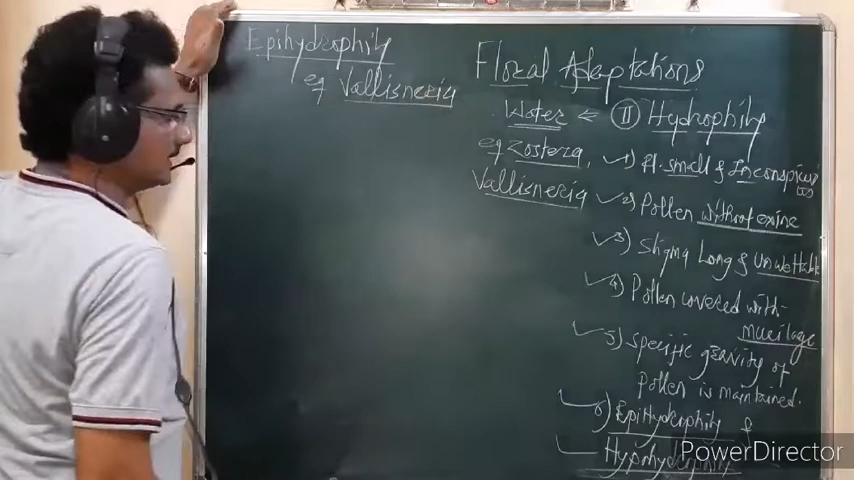 Epihydrophily
eg Vallisneria
Floral Adaptations
Water ← II Hydrophily
eg Zostera,
Vallisneria
1) Fl. small & Inconspicuous
2) Pollen without exine
3) Stigma Long & Unwettable
4) Pollen covered with
mucilage
5) Specific gravity of
Pollen is maintained.
6) EpiHydrophily &
Hypohydrophily
PowerDirector